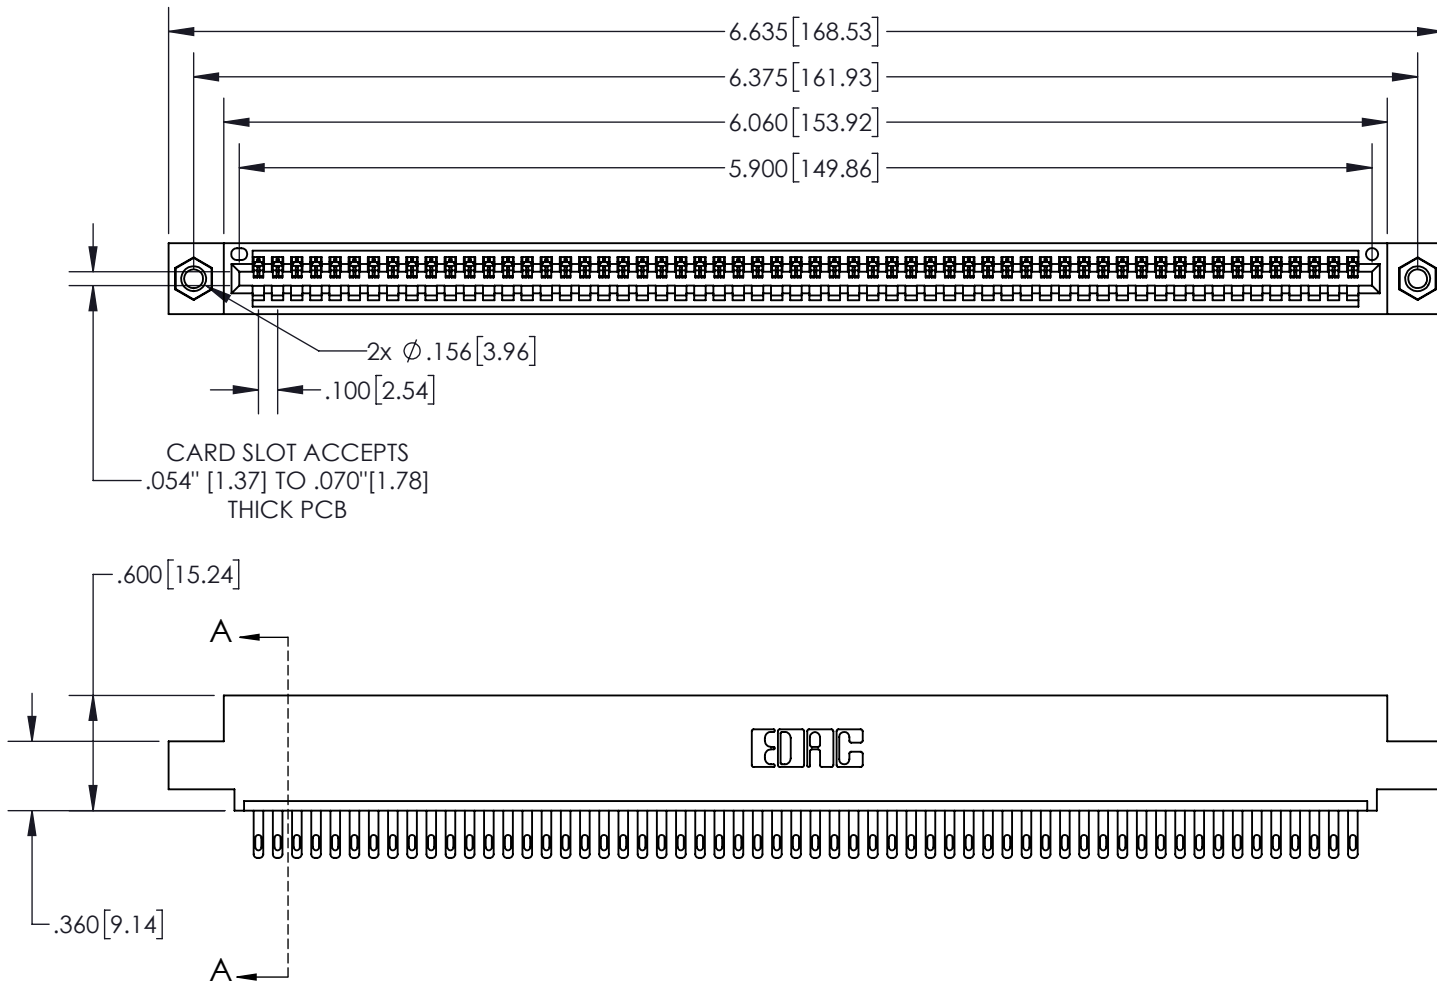 6.635[168.53]
6.375[161.93]
6.060[153.92]
5.900[149.86]
2x Ø.156[3.96]
.100[2.54]
CARD SLOT ACCEPTS
.054" [1.37] TO .070"[1.78]
THICK PCB
.600[15.24]
A
EDAC
.360[9.14]
A